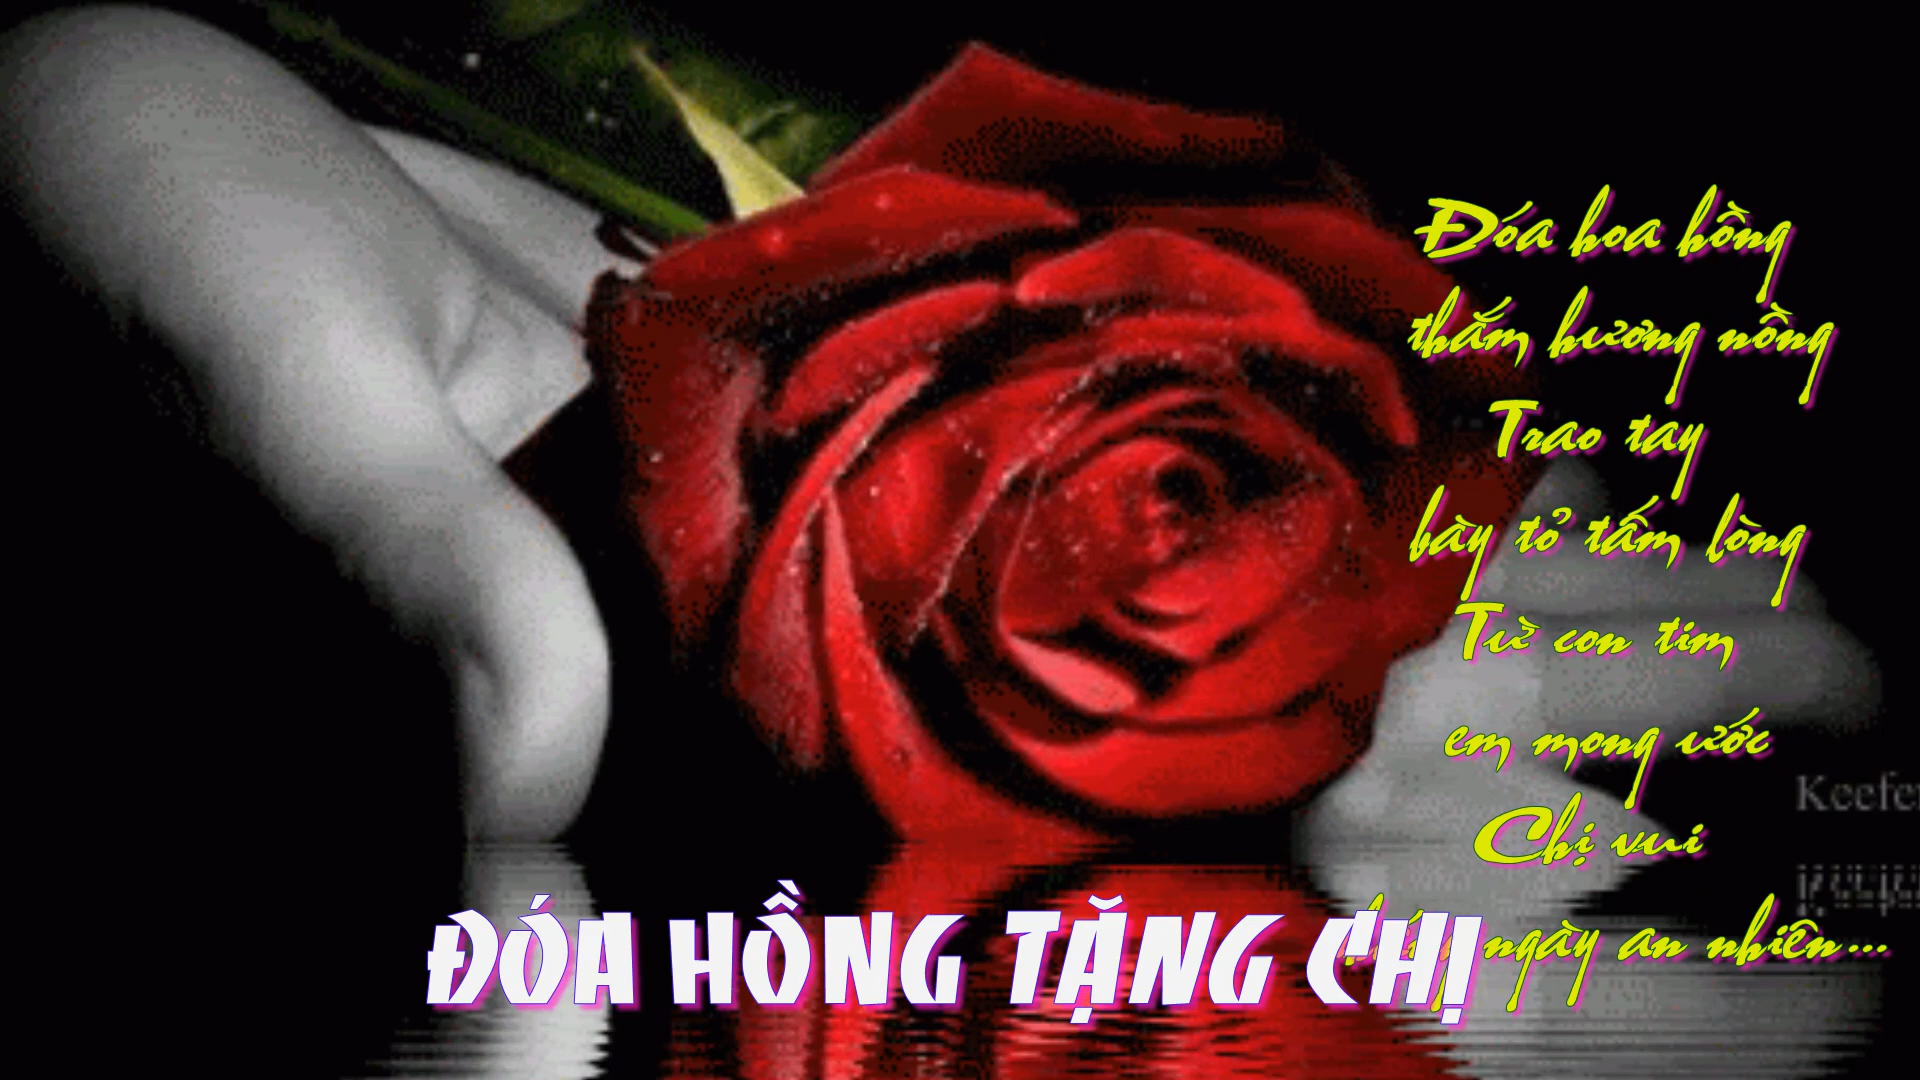 Đóa hoa hồng
thắm hương nồng
Trao tay
bày tỏ tấm lòng
Từ con tim
em mong ước
Chị vui
ngày an nhiên...
Keefer
ĐÓA HỒNG TẶNG CHỊ